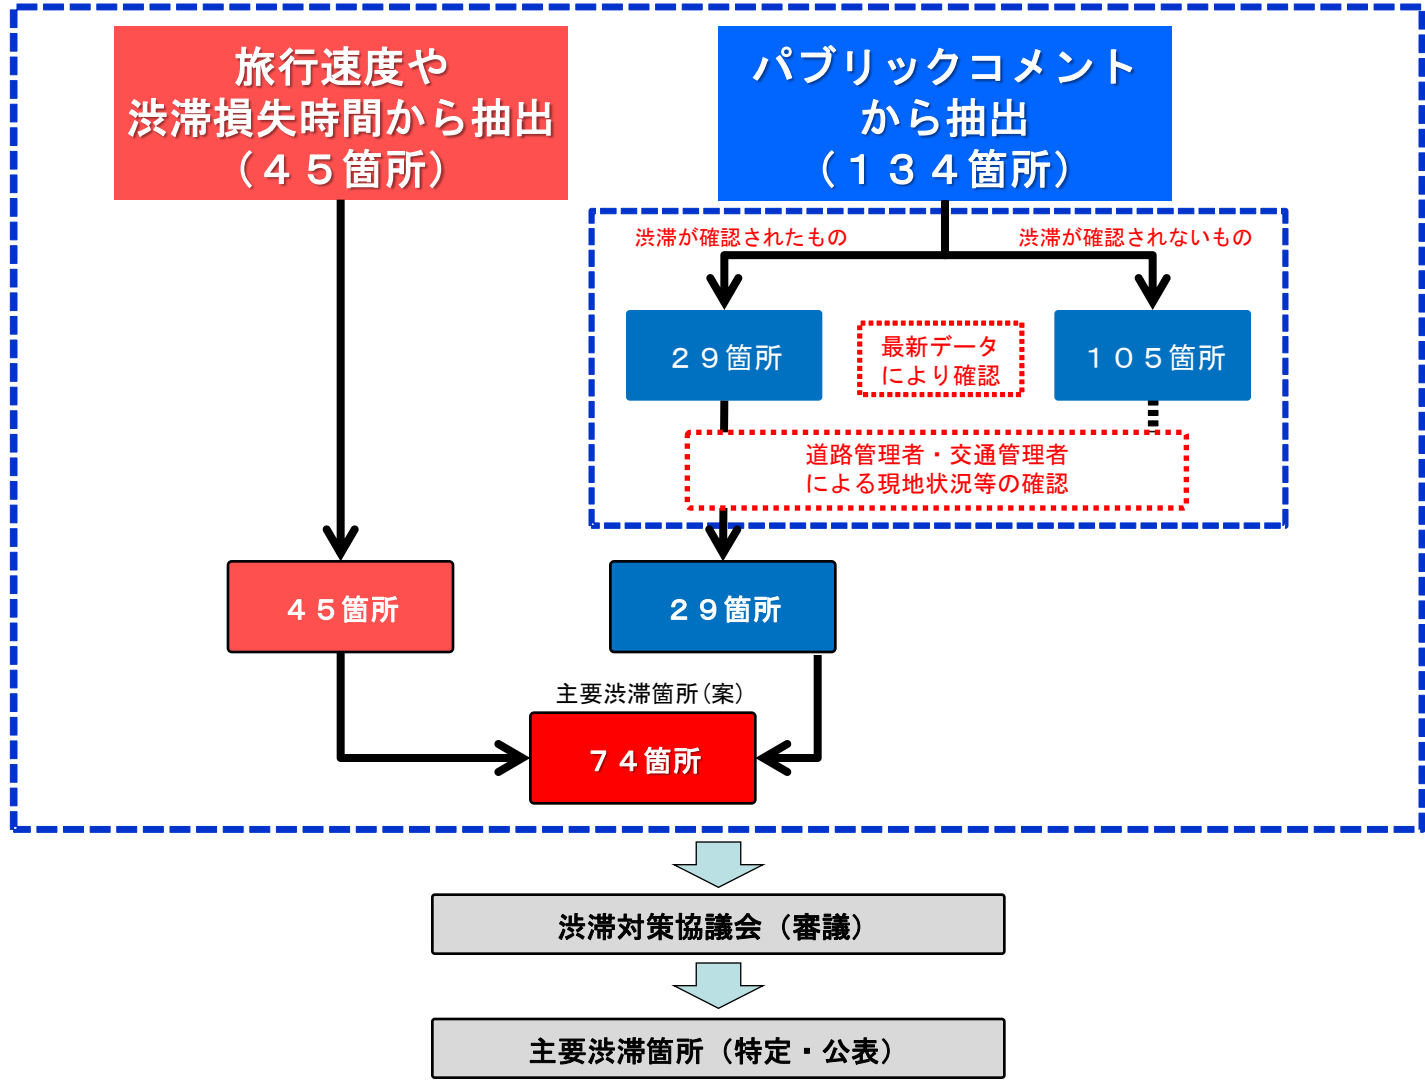 旅行速度や
渋滞損失時間から抽出
（４５箇所）
パブリックコメント
から抽出
（１３４箇所）
渋滞が確認されたもの
渋滞が確認されないもの
２９箇所
最新データ
により確認
１０５箇所
道路管理者・交通管理者
による現地状況等の確認
４５箇所
２９箇所
主要渋滞箇所(案)
７４箇所
渋滞対策協議会（審議）
主要渋滞箇所（特定・公表）